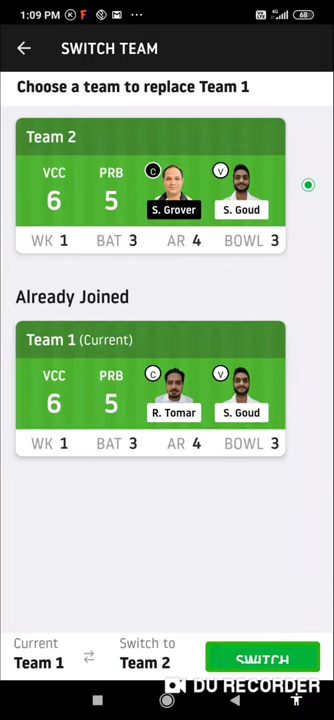 1:09 PM
68
SWITCH TEAM
Choose a team to replace Team 1
Team 2
VCC PRB C V
6 5
S. Grover S. Goud
WK 1 BAT 3 AR 4 BOWL 3
Already Joined
Team 1 (Current)
VCC PRB C V
6 5
R. Tomar S. Goud
WK 1 BAT 3 AR 4 BOWL 3
Current Switch to
Team 1 Team 2 SWITCH
DU RECORDER